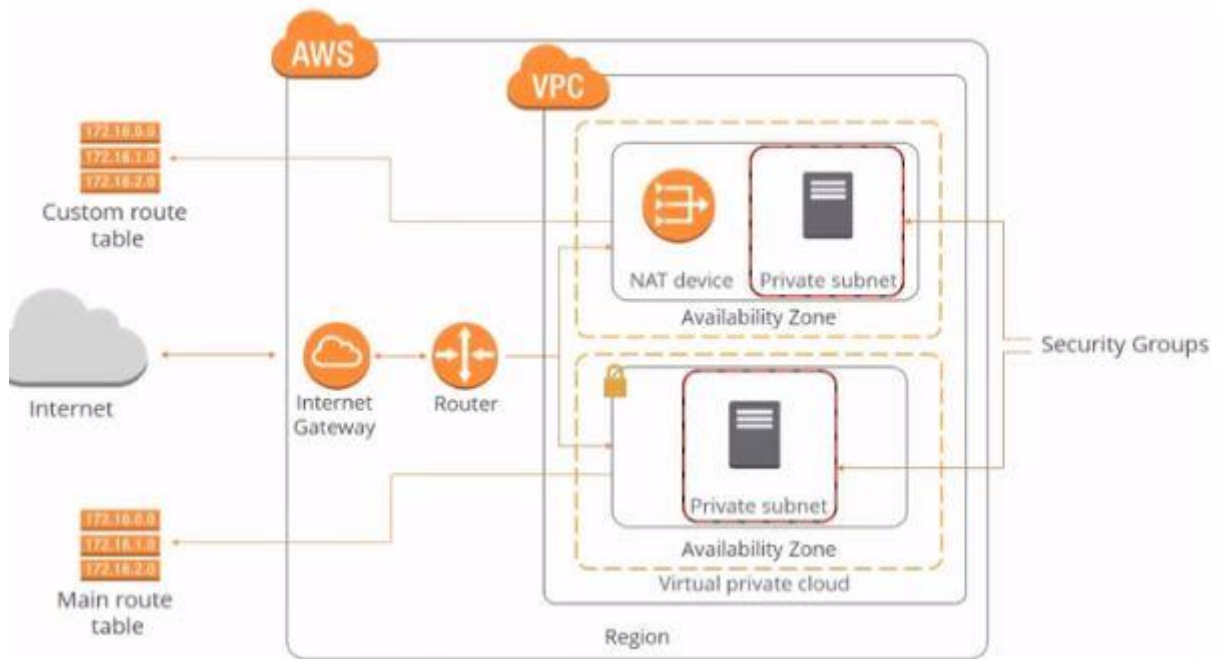 AWS
VPC
172.16.0.0
172.16.1.0
172.16.2.0
Custom route
table
NAT device
Private subnet
Availability Zone
Security Groups
Internet
Internet
Gateway
Router
Private subnet
Availability Zone
Virtual private cloud
172.16.0.0
172.16.1.0
172.16.2.0
Main route
table
Region